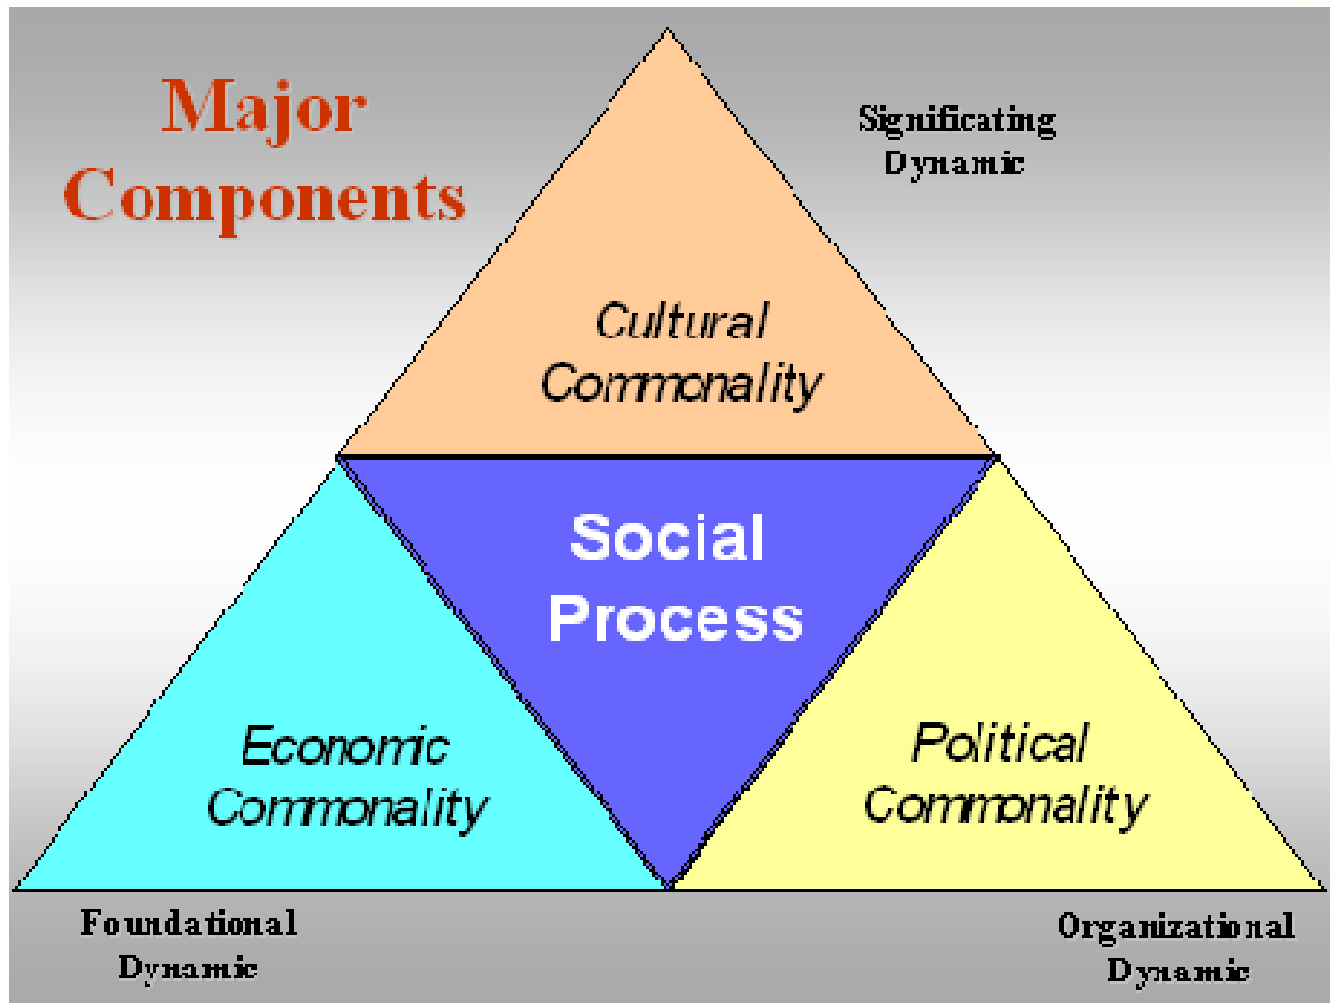 Major
Components
Significating
Dynamic
Cultural
Commonality
Social
Process
Economic
Commonality
Political
Commonality
Foundational
Dynamic
Organizational
Dynamic